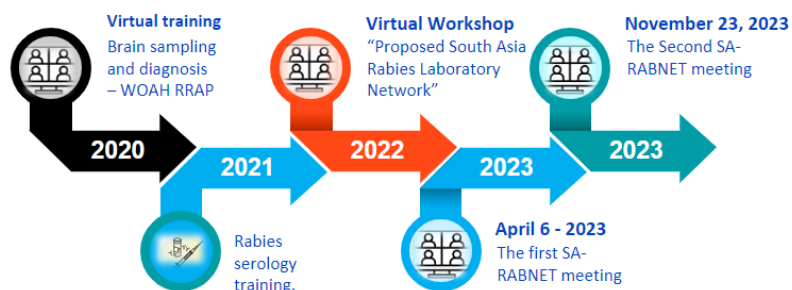 Virtual training
Brain sampling
and diagnosis
– WOAH RRAP
2020
2021
Rabies
serology
training,
Virtual Workshop
“Proposed South Asia
Rabies Laboratory
Network”
2022
2023
April 6 - 2023
The first SA-
RABNET meeting
November 23, 2023
The Second SA-
RABNET meeting
2023